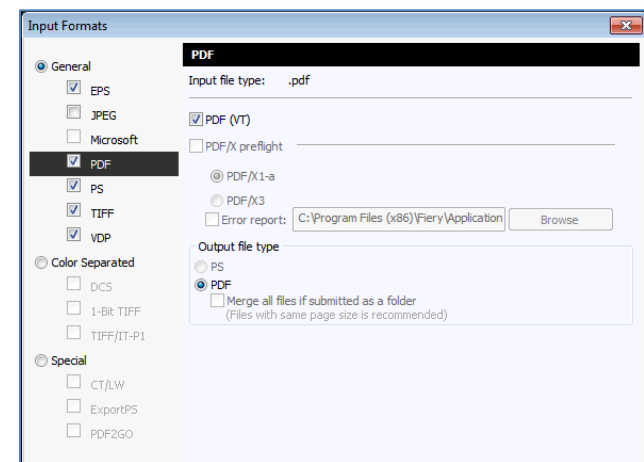 Input Formats
General
EPS
JPEG
Microsoft
PDF
PS
TIFF
VDP
Color Separated
DCS
1-Bit TIFF
TIFF/IT-P1
Special
CT/LW
ExportPS
PDF2GO
PDF
Input file type: .pdf
PDF (VT)
PDF/X preflight
PDF/X1-a
PDF/X3
Error report: C:\Program Files (x86)\Fiery\Application Browse
Output file type
PS
PDF
Merge all files if submitted as a folder
(Files with same page size is recommended)